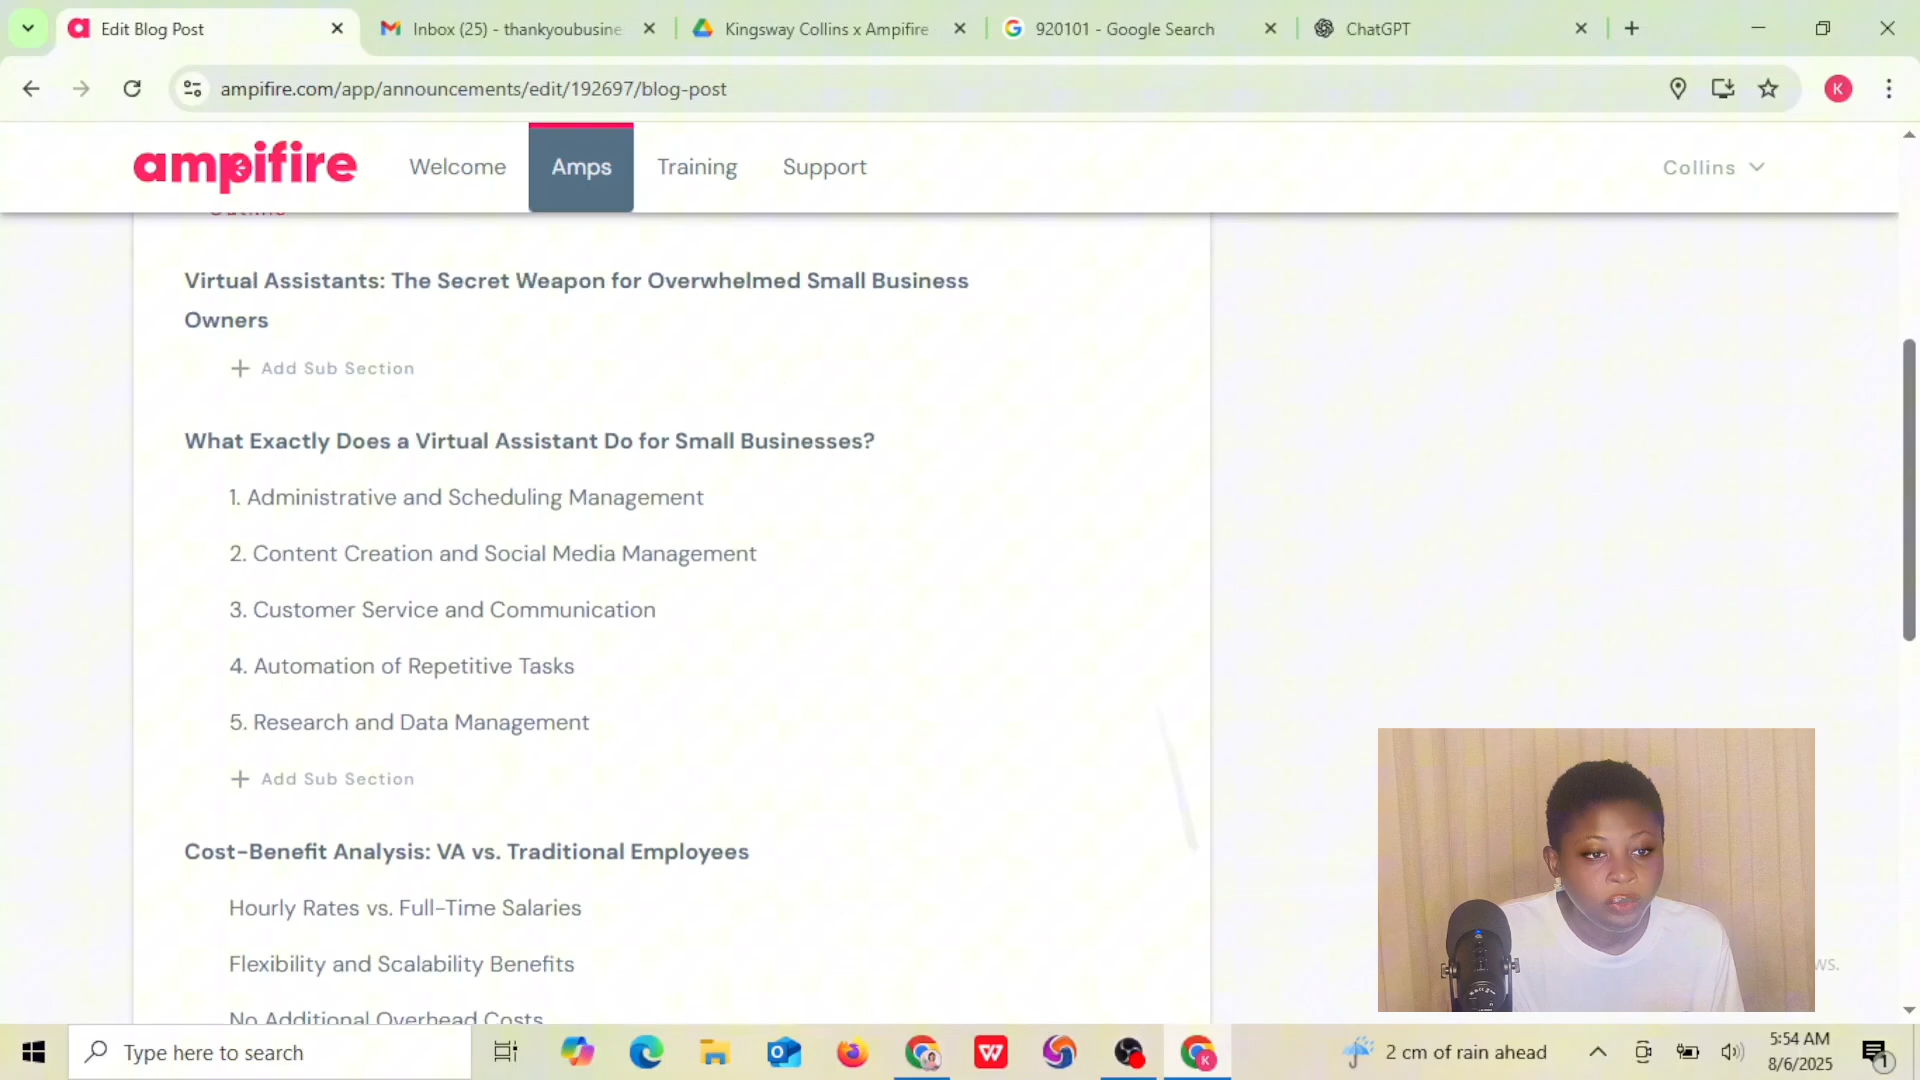 Edit Blog Post
Inbox (25) - thankyoubusine
Kingsway Collins x Ampifire
920101 - Google Search
ChatGPT
ampifire.com/app/announcements/edit/192697/blog-post
K
ampifire
Welcome
Amps
Training
Support
Collins
Virtual Assistants: The Secret Weapon for Overwhelmed Small Business
Owners
Add Sub Section
What Exactly Does a Virtual Assistant Do for Small Businesses?
1. Administrative and Scheduling Management
2. Content Creation and Social Media Management
3. Customer Service and Communication
4. Automation of Repetitive Tasks
5. Research and Data Management
Add Sub Section
Cost-Benefit Analysis: VA vs. Traditional Employees
Hourly Rates vs. Full-Time Salaries
Flexibility and Scalability Benefits
No Additional Overhead Costs
ws.
Type here to search
2 cm of rain ahead
5:54 AM
8/6/2025
1